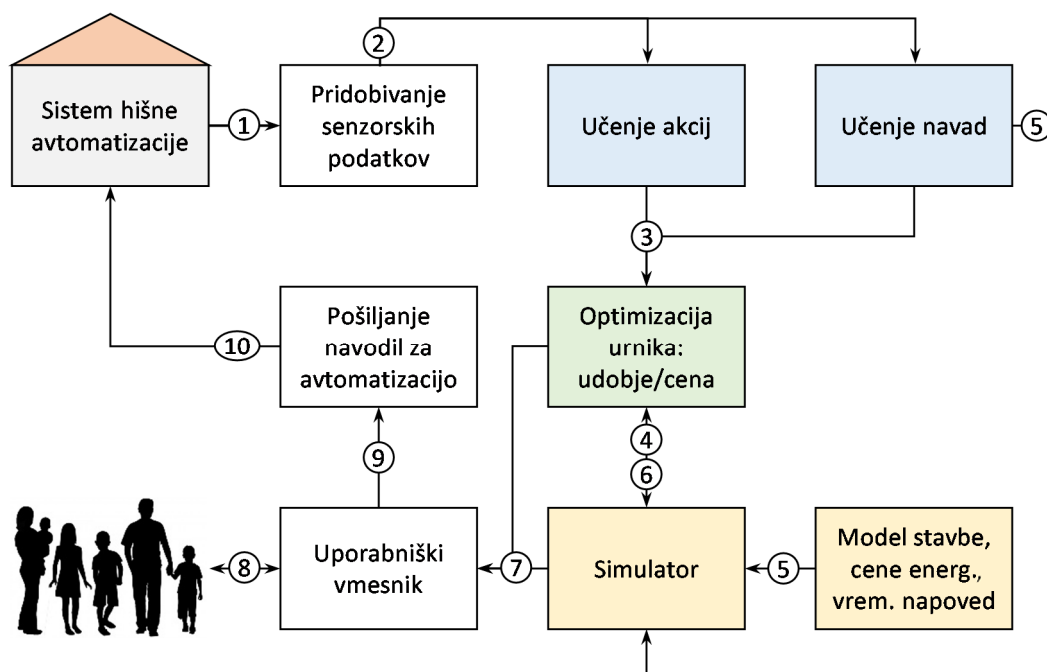 2
Sistem hišne
avtomatizacije
1
Pridobivanje
senzorskih
podatkov
Učenje akcij
Učenje navad
5
3
10
Pošiljanje
navodil za
avtomatizacijo
Optimizacija
urnika:
udobje/cena
9
4
6
8
Uporabniški
vmesnik
7
Simulator
5
Model stavbe,
cene energ.,
vrem. napoved